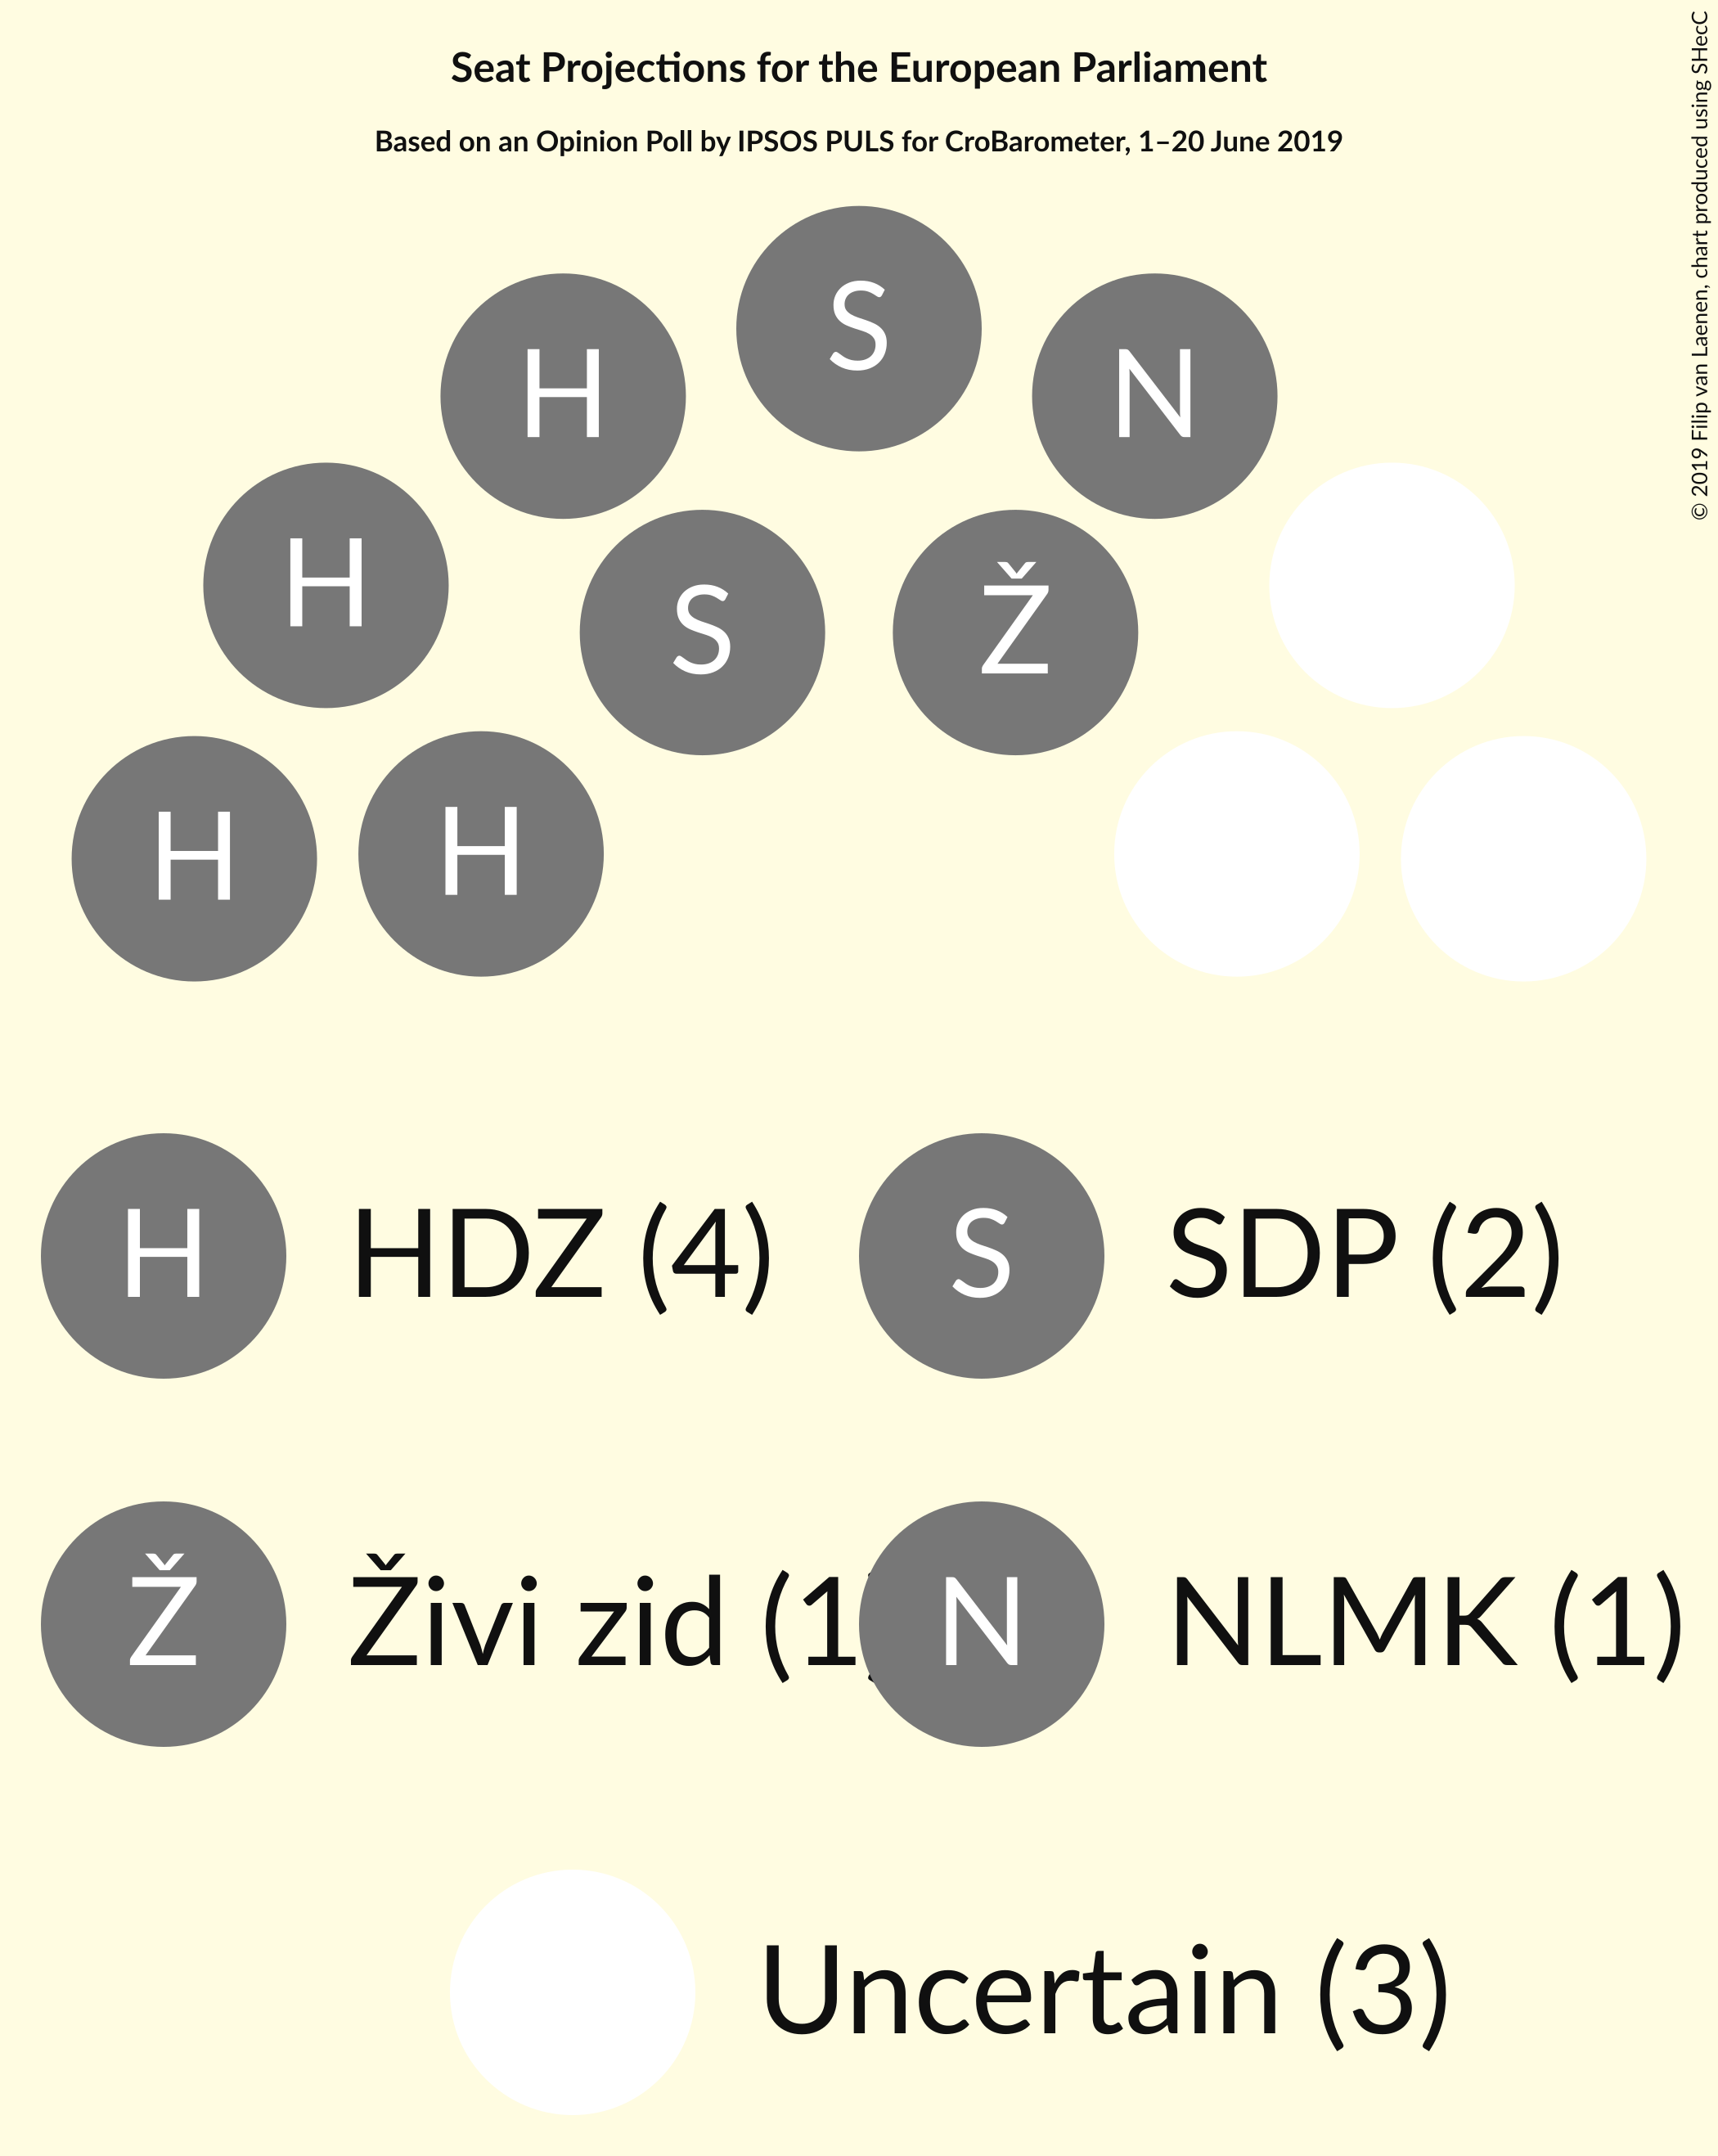 Seat Projections for the European Parliament
Based on an Opinion Poll by IPSOS PULS for CroBarometer, 1–20 June 2019
© 2019 Filip van Laenen, chart produced using SHecC
S
H
N
H
S
Ž
H
H
H HDZ (4)
S SDP (2)
Ž Živi zid (1)
N NLMK (1)
Uncertain (3)